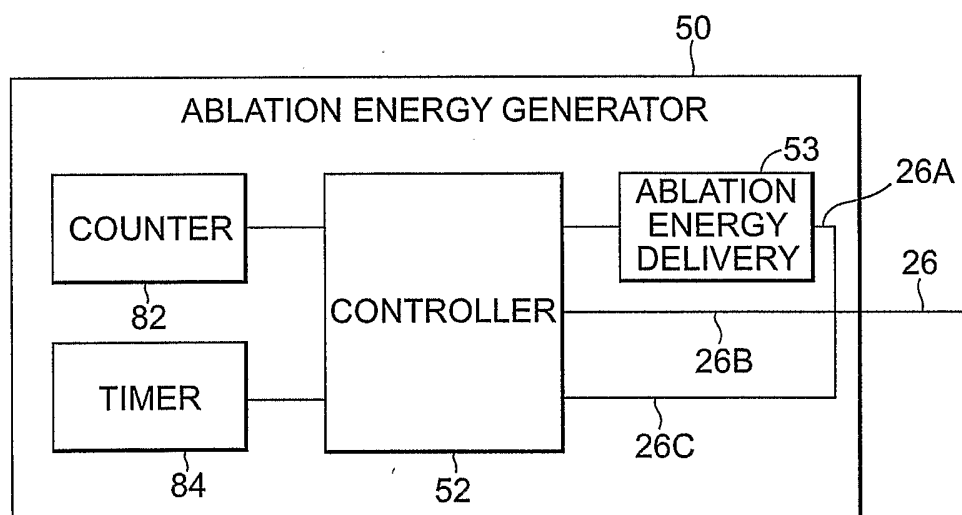 50
ABLATION ENERGY GENERATOR
53
26A
COUNTER
82
ABLATION
ENERGY
DELIVERY
26
CONTROLLER
26B
TIMER
84
26C
52